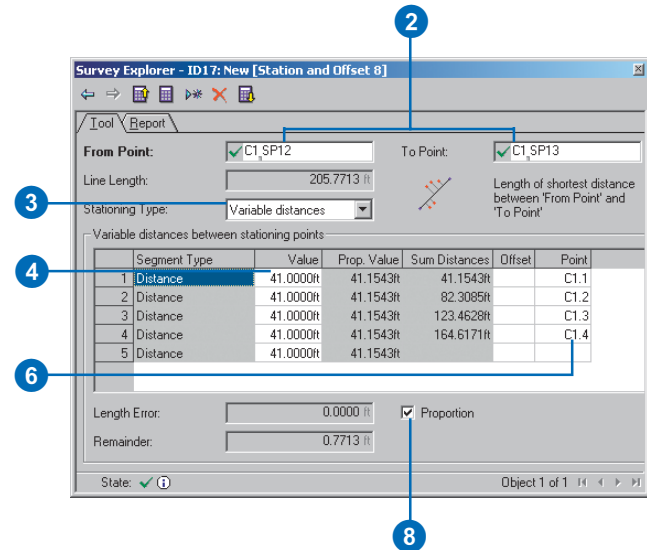 2
Survey Explorer - ID17: New [Station and Offset 8]
Tool Report
From Point: C1,SP12 To Point: C1,SP13
Line Length: 205.7713 ft Length of shortest distance between 'From Point' and 'To Point'
3
Stationing Type: Variable distances
Variable distances between stationing points
Segment Type Value Prop. Value Sum Distances Offset Point
4
1 Distance 41.0000ft 41.1543ft 41.1543ft C1.1
2 Distance 41.0000ft 41.1543ft 82.3085ft C1.2
3 Distance 41.0000ft 41.1543ft 123.4628ft C1.3
4 Distance 41.0000ft 41.1543ft 164.6171ft C1.4
5 Distance 41.0000ft 41.1543ft
6
Length Error: 0.0000 ft Proportion
Remainder: 0.7713 ft
State: Object 1 of 1
8